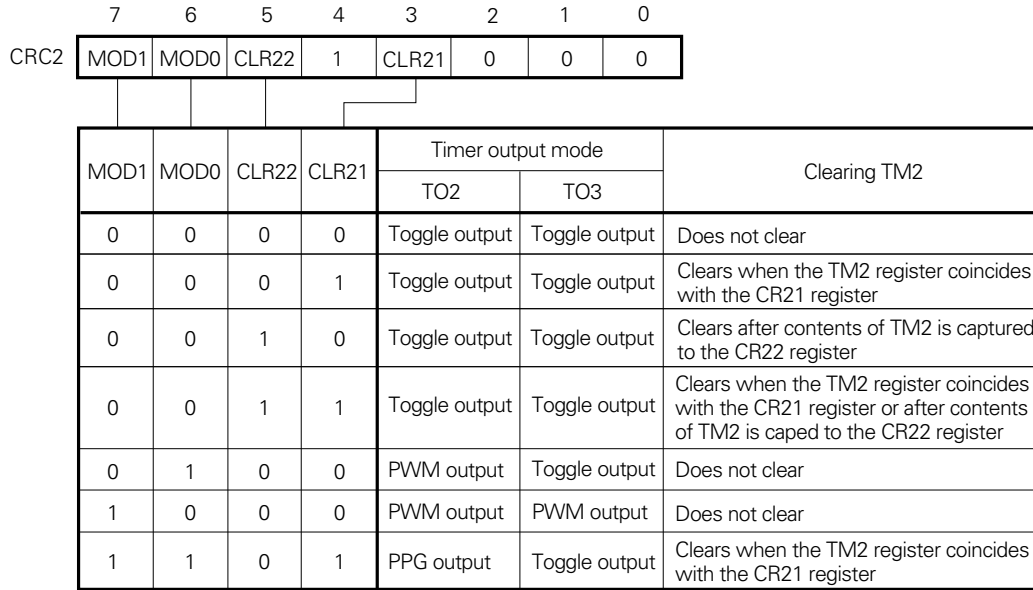 7 6 5 4 3 2 1 0
CRC2 MOD1 MOD0 CLR22 1 CLR21 0 0 0
MOD1 MOD0 CLR22 CLR21 Timer output mode Clearing TM2
TO2 TO3
0 0 0 0 Toggle output Toggle output Does not clear
0 0 0 1 Toggle output Toggle output Clears when the TM2 register coincides
with the CR21 register
0 0 1 0 Toggle output Toggle output Clears after contents of TM2 is captured
to the CR22 register
0 0 1 1 Toggle output Toggle output Clears when the TM2 register coincides
with the CR21 register or after contents
of TM2 is caped to the CR22 register
0 1 0 0 PWM output Toggle output Does not clear
1 0 0 0 PWM output PWM output Does not clear
1 1 0 1 PPG output Toggle output Clears when the TM2 register coincides
with the CR21 register